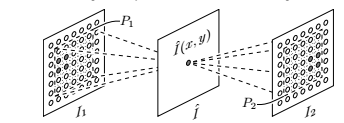 P₁
Î(x, y)
P₂
I₁
Î
I₂